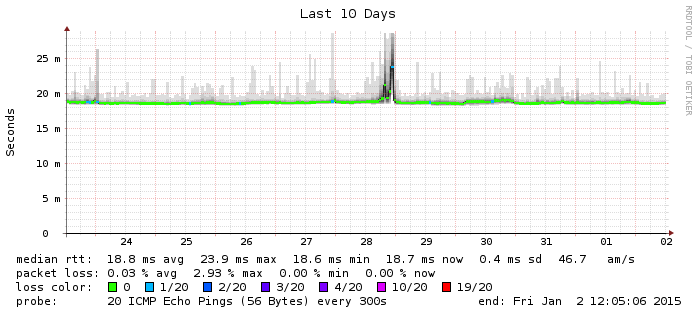 Last 10 Days
RRDTOOL / TOBI OETIKER
Seconds
25 m
20 m
15 m
10 m
5 m
0
24 25 26 27 28 29 30 31 01 02
median rtt: 18.8 ms avg 23.9 ms max 18.6 ms min 18.7 ms now 0.4 ms sd 46.7 am/s
packet loss: 0.03 % avg 2.93 % max 0.00 % min 0.00 % now
loss color: 0 1/20 2/20 3/20 4/20 10/20 19/20
probe: 20 ICMP Echo Pings (56 Bytes) every 300s end: Fri Jan 2 12:05:06 2015